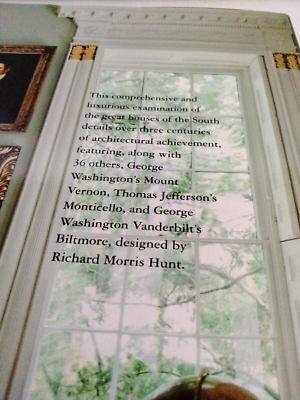 This comprehensive and
luxurious examination of
the great houses of the South
details over three centuries
of architectural achievement,
featuring, along with
36 others, George
Washington's Mount
Vernon, Thomas Jefferson's
Monticello, and George
Washington Vanderbilt's
Biltmore, designed by
Richard Morris Hunt.